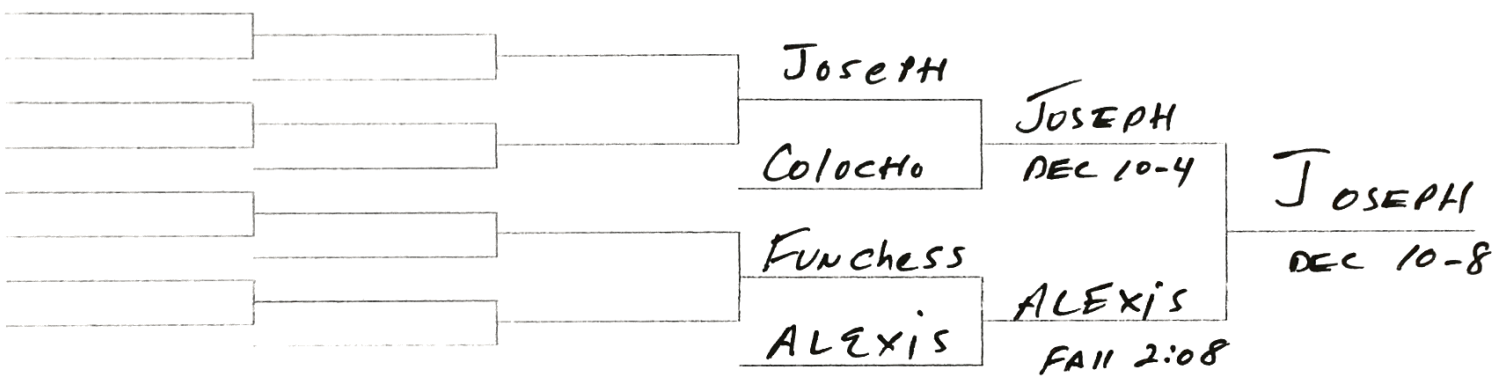 Joseph
Colocho
Funchess
ALExis
JOSEPH
DEC 10-4
ALEXiS
FAll 2:08
JOSEPH
DEC 10-8